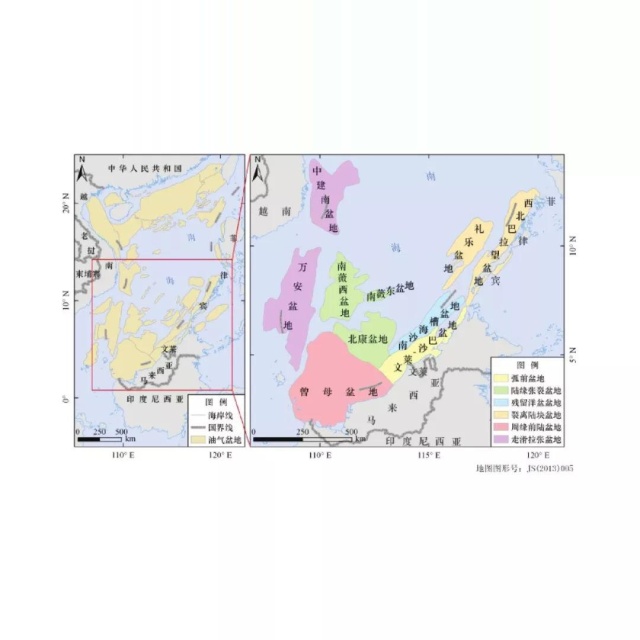 N
中华人民共和国
越
老挝
柬埔寨
南
海
菲
律
宾
文莱
马来西亚
印度尼西亚
20° N
10° N
0°
图 例
海岸线
国界线
油气盆地
0 250 500
km
110° E
120° E
N
越 南
中建南盆地
南
海
万安盆地
南薇西盆地
南薇东盆地
北康盆地
礼乐盆地
西北巴拉望盆地
菲
律
宾
南沙海槽盆地
文莱沙巴盆地
文莱
曾母盆地
马来西亚
印度尼西亚
10° N
5° N
图 例
弧前盆地
陆缘张裂盆地
残留洋盆盆地
裂离陆块盆地
周缘前陆盆地
走滑拉张盆地
0 250 500
km
110° E
115° E
120° E
地图图形号：JS(2013)005